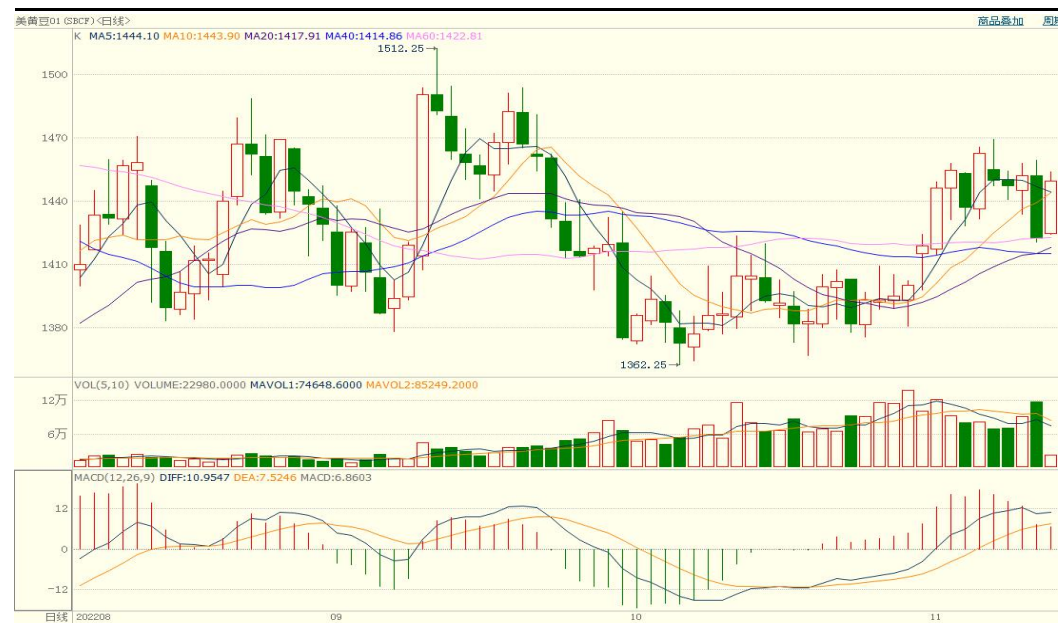 美黄豆01(SBCF)<日线>
商品叠加 周期
K MA5:1444.10 MA10:1443.90 MA20:1417.91 MA40:1414.86 MA60:1422.81
1512.25
1500
1470
1440
1410
1380
1362.25
VOL(5,10) VOLUME:22980.0000 MAVOL1:74648.6000 MAVOL2:85249.2000
12万
6万
MACD(12,26,9) DIFF:10.9547 DEA:7.5246 MACD:6.8603
12
0
-12
日线 202208 09 10 11